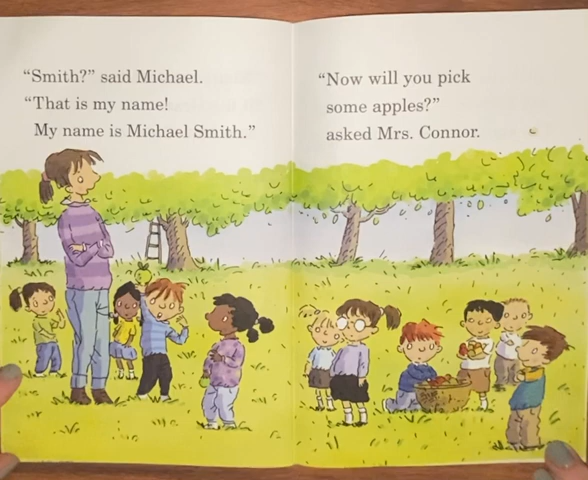 “Smith?” said Michael.
“That is my name!
My name is Michael Smith.”
“Now will you pick
some apples?”
asked Mrs. Connor.